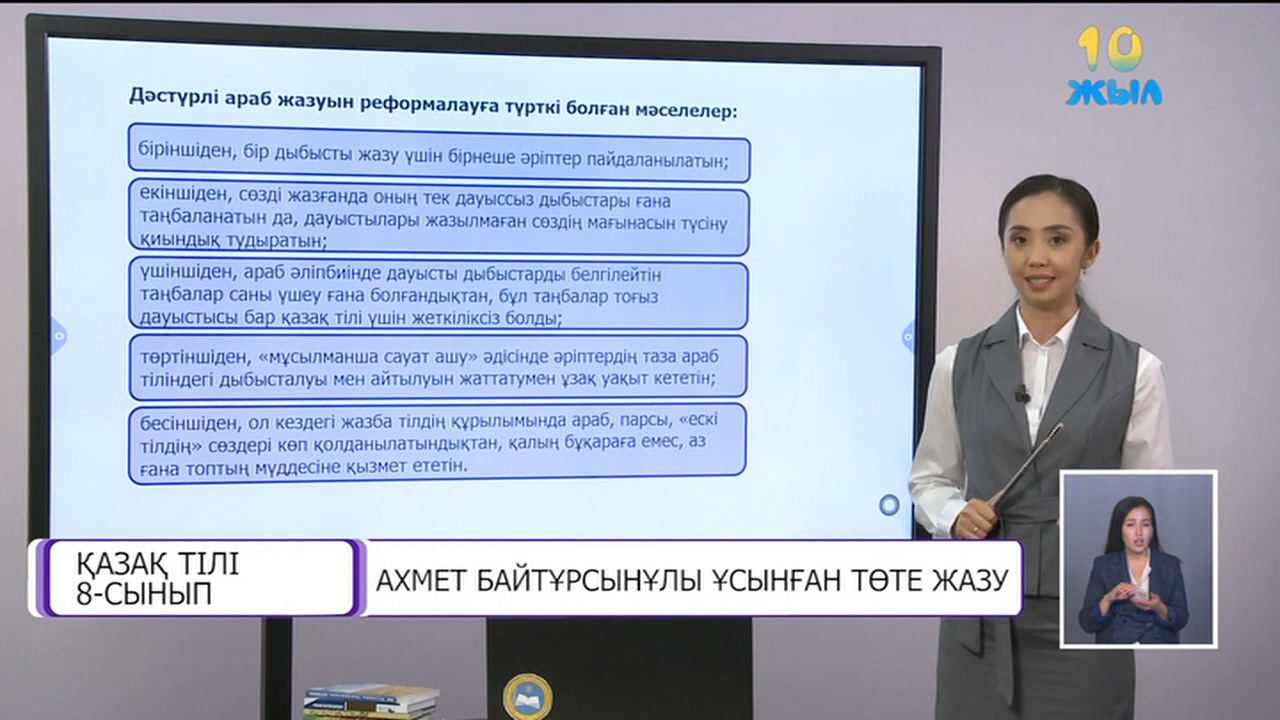 10
ЖЫЛ
Дәстүрлі араб жазуын реформалауға түрткі болған мәселелер:
біріншіден, бір дыбысты жазу үшін бірнеше әріптер пайдаланылатын;
екіншіден, сөзді жазғанда оның тек дауыссыз дыбыстары ғана
таңбаланатын да, дауыстылары жазылмаған сөздің мағынасын түсіну
қиындық тудыратын;
үшіншіден, араб әліпбиінде дауысты дыбыстарды белгілейтін
таңбалар саны үшеу ғана болғандықтан, бұл таңбалар тоғыз
дауыстысы бар қазақ тілі үшін жеткіліксіз болды;
төртіншіден, «мұсылманша сауат ашу» әдісінде әріптердің таза араб
тіліндегі дыбысталуы мен айтылуын жаттатумен ұзақ уақыт кететін;
бесіншіден, ол кездегі жазба тілдің құрылымында араб, парсы, «ескі
тілдің» сөздері көп қолданылатындықтан, қалың бұқараға емес, аз
ғана топтың мүддесіне қызмет ететін.
ҚАЗАҚ ТІЛІ
8-СЫНЫП
АХМЕТ БАЙТҰРСЫНҰЛЫ ҰСЫНҒАН ТӨТЕ ЖАЗУ